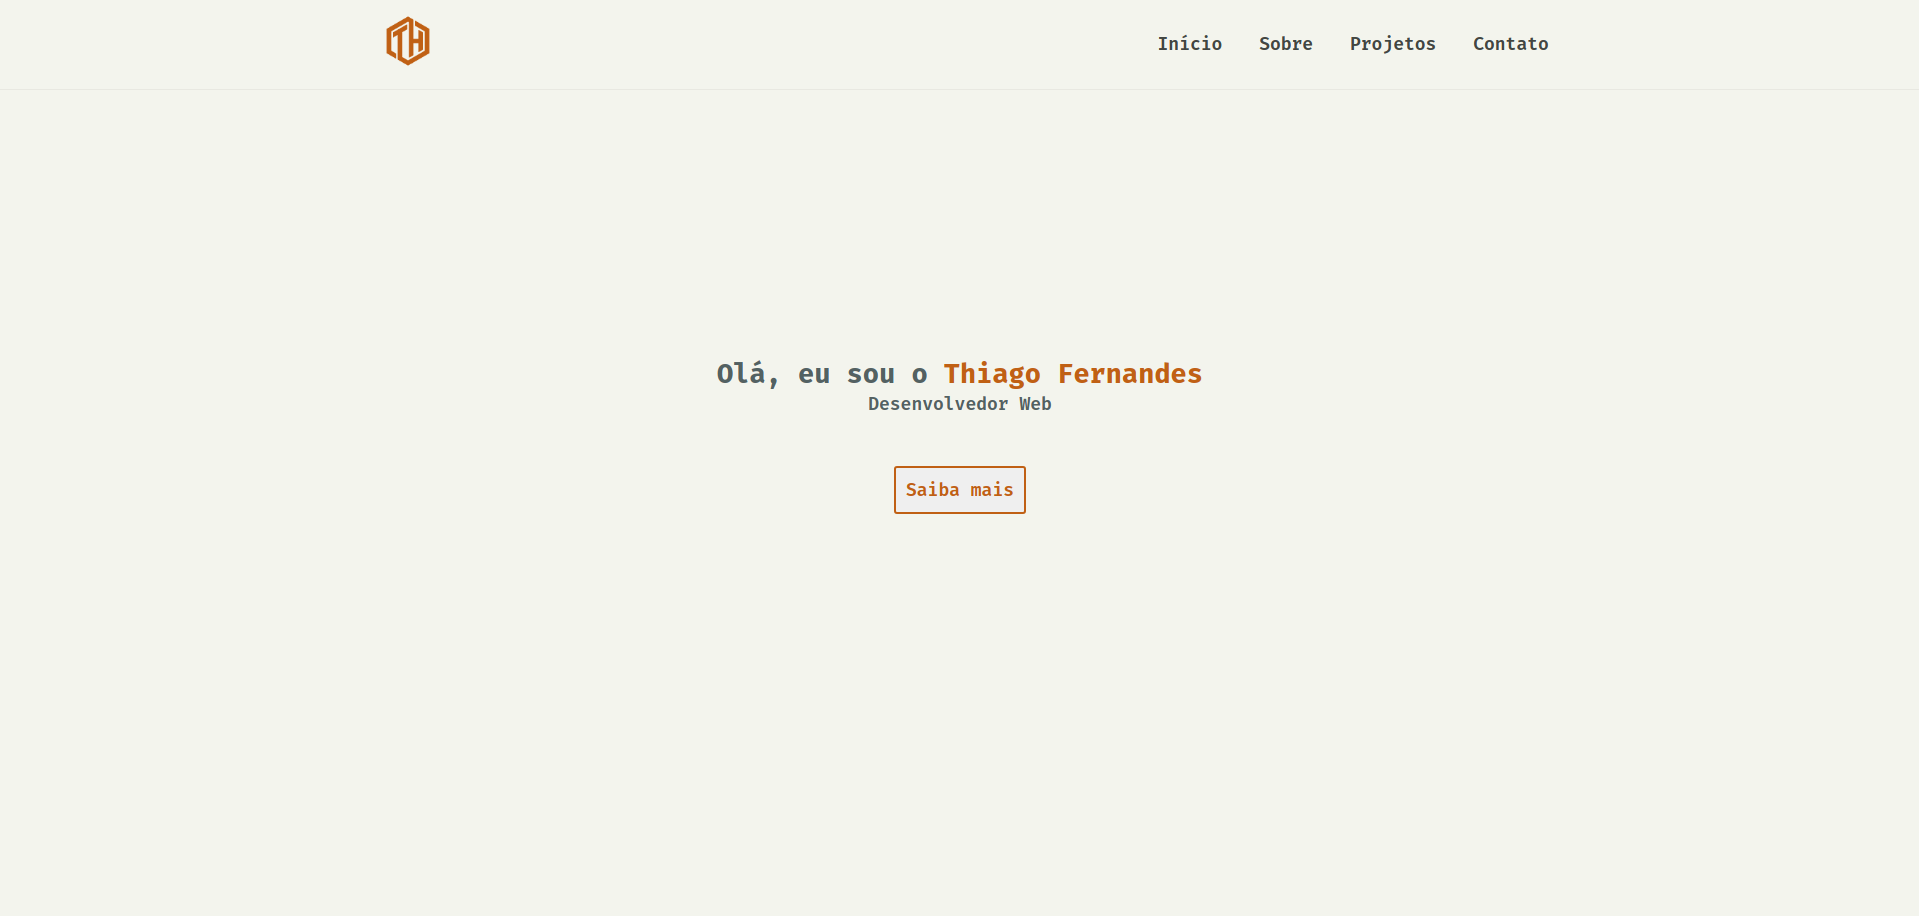 TH
Início Sobre Projetos Contato
Olá, eu sou o Thiago Fernandes
Desenvolvedor Web
Saiba mais